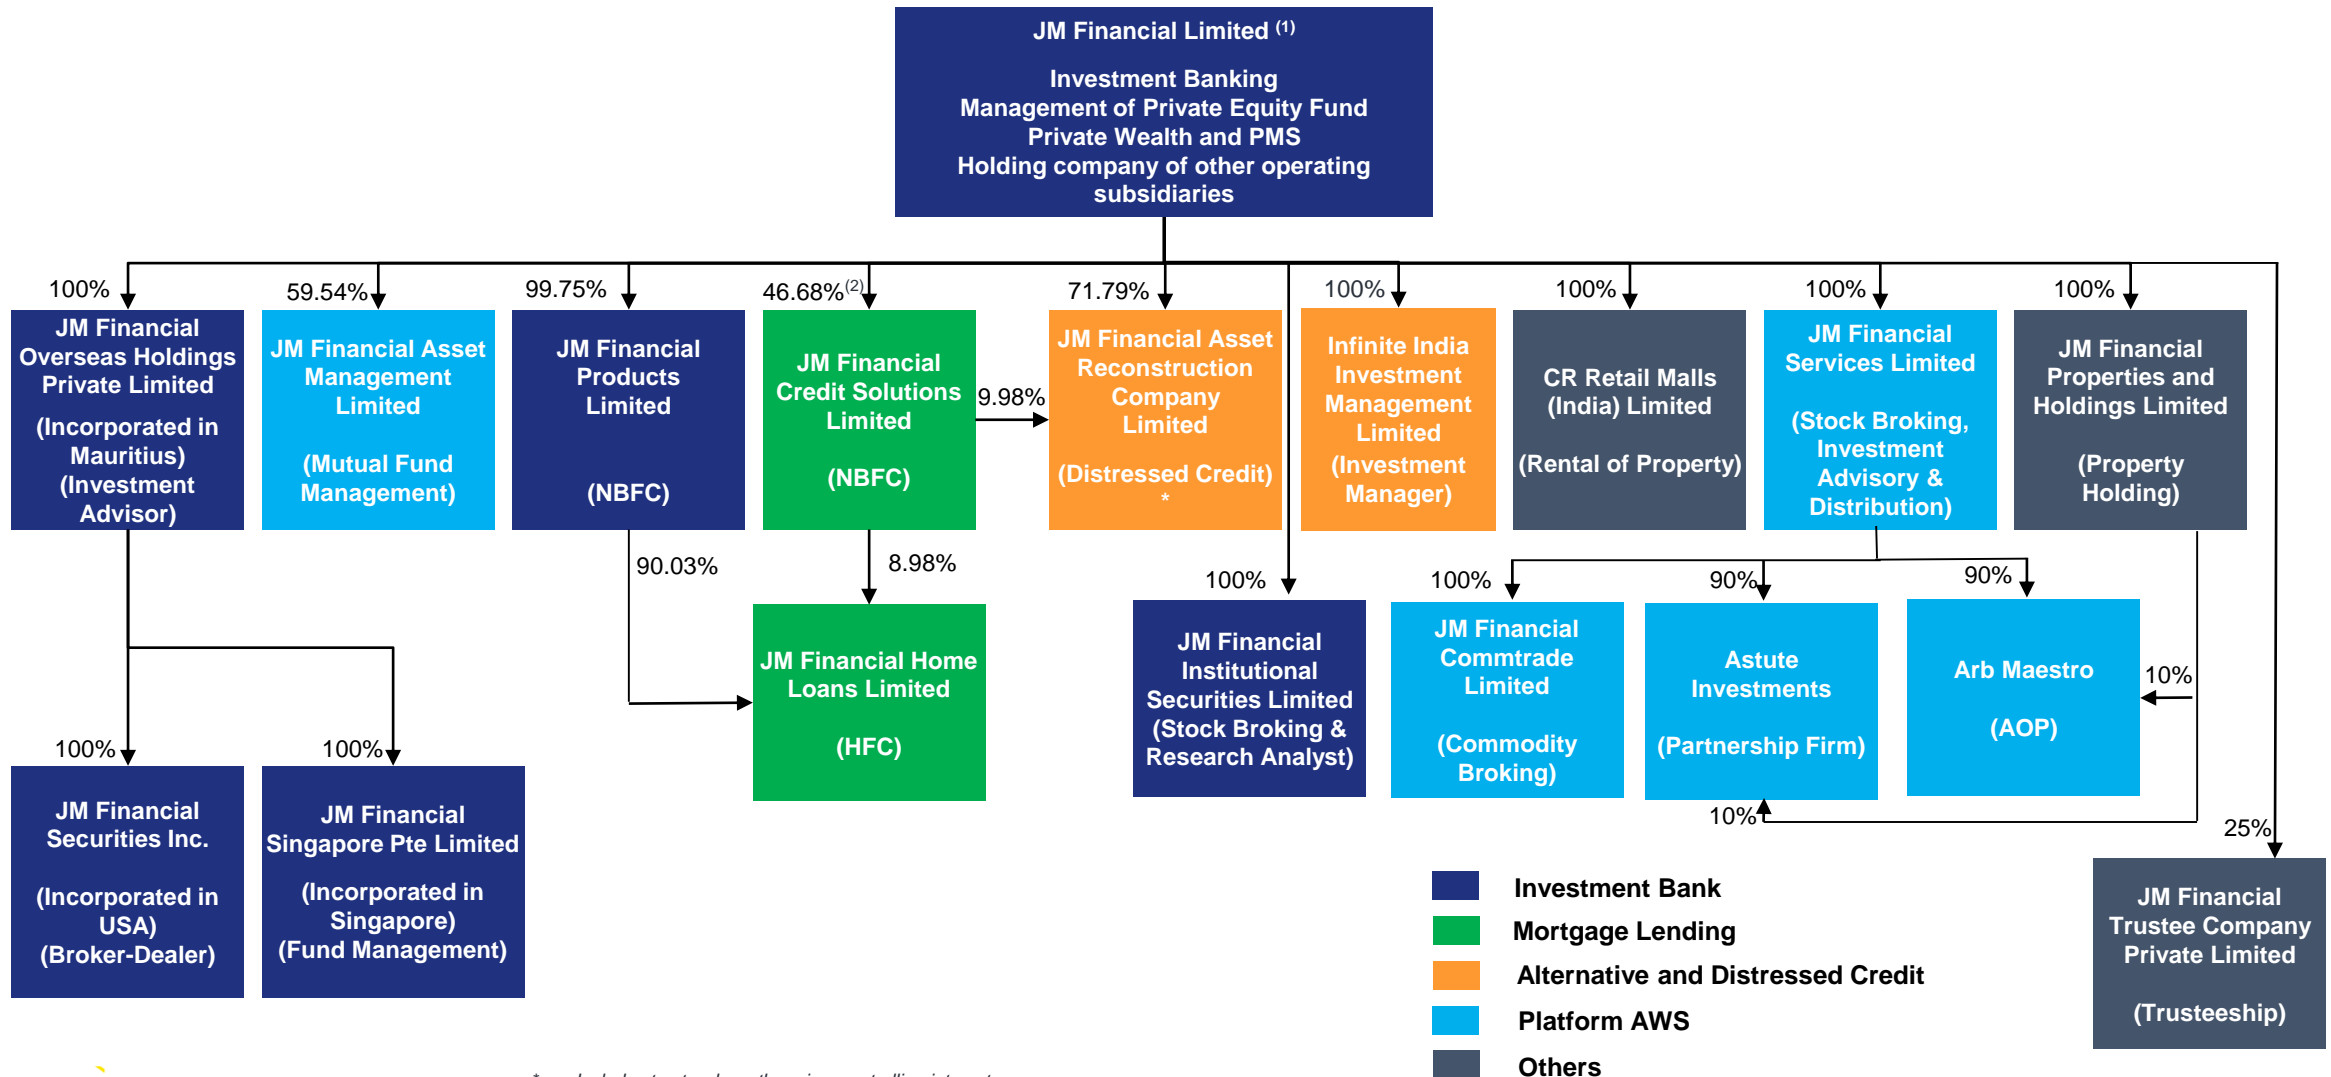 JM Financial Limited (1)
Investment Banking
Management of Private Equity Fund
Private Wealth and PMS
Holding company of other operating
subsidiaries
100%
59.54%
99.75%
46.68%(2)
71.79%
100%
100%
100%
100%
JM Financial
Overseas Holdings
Private Limited
(Incorporated in
Mauritius)
(Investment
Advisor)
JM Financial Asset
Management
Limited
(Mutual Fund
Management)
JM Financial
Products
Limited
(NBFC)
JM Financial
Credit Solutions
Limited
(NBFC)
9.98%
JM Financial Asset
Reconstruction
Company
Limited
(Distressed Credit)
*
Infinite India
Investment
Management
Limited
(Investment
Manager)
CR Retail Malls
(India) Limited
(Rental of Property)
JM Financial
Services Limited
(Stock Broking,
Investment
Advisory &
Distribution)
JM Financial
Properties and
Holdings Limited
(Property
Holding)
90.03%
8.98%
100%
100%
90%
90%
JM Financial Home
Loans Limited
(HFC)
JM Financial
Institutional
Securities Limited
(Stock Broking &
Research Analyst)
JM Financial
Commtrade
Limited
(Commodity
Broking)
Astute
Investments
(Partnership Firm)
Arb Maestro
(AOP)
10%
10%
25%
100%
100%
JM Financial
Securities Inc.
(Incorporated in
USA)
(Broker-Dealer)
JM Financial
Singapore Pte Limited
(Incorporated in
Singapore)
(Fund Management)
JM Financial
Trustee Company
Private Limited
(Trusteeship)
Investment Bank
Mortgage Lending
Alternative and Distressed Credit
Platform AWS
Others